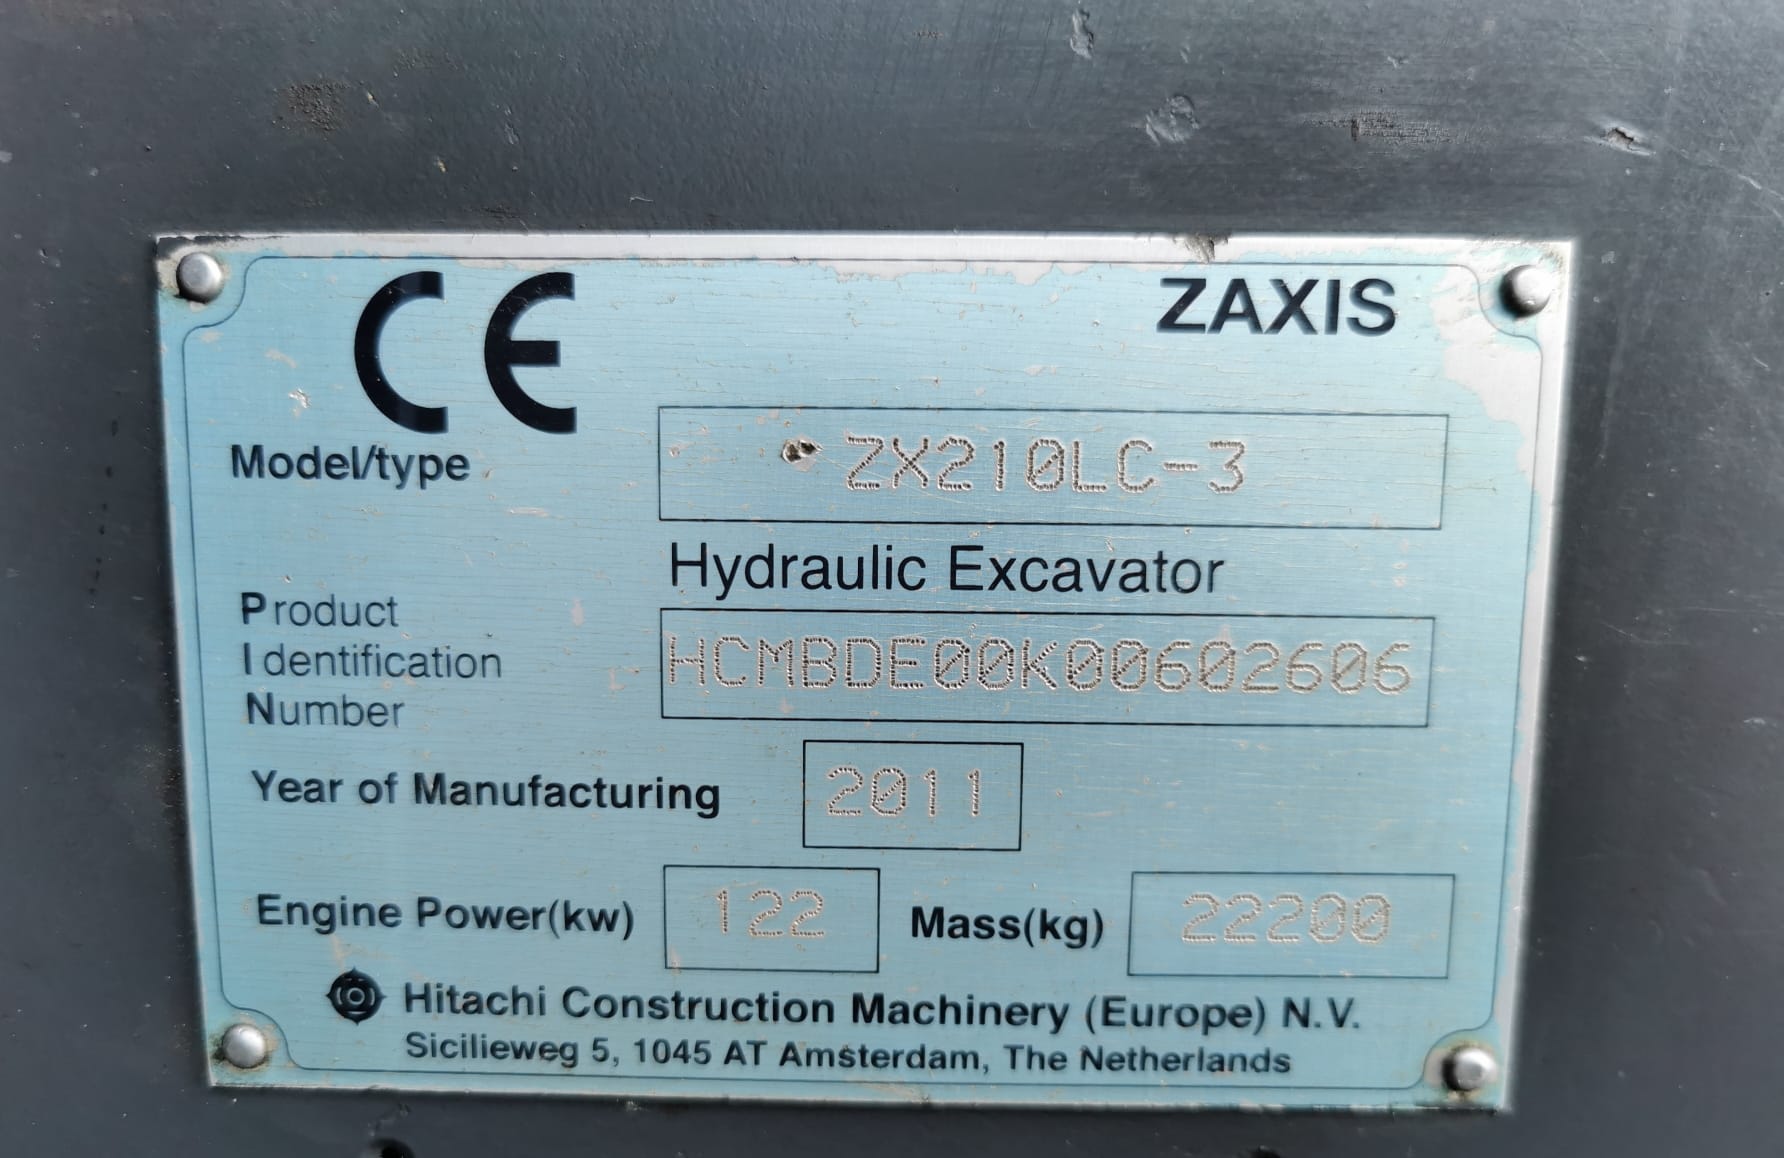 CE
ZAXIS
Model/type ZX210LC-3
Hydraulic Excavator
Product
Identification
Number
HCMBDE00K00602606
Year of Manufacturing 2011
Engine Power(kw) 122 Mass(kg) 22200
Hitachi Construction Machinery (Europe) N.V.
Sicilieweg 5, 1045 AT Amsterdam, The Netherlands